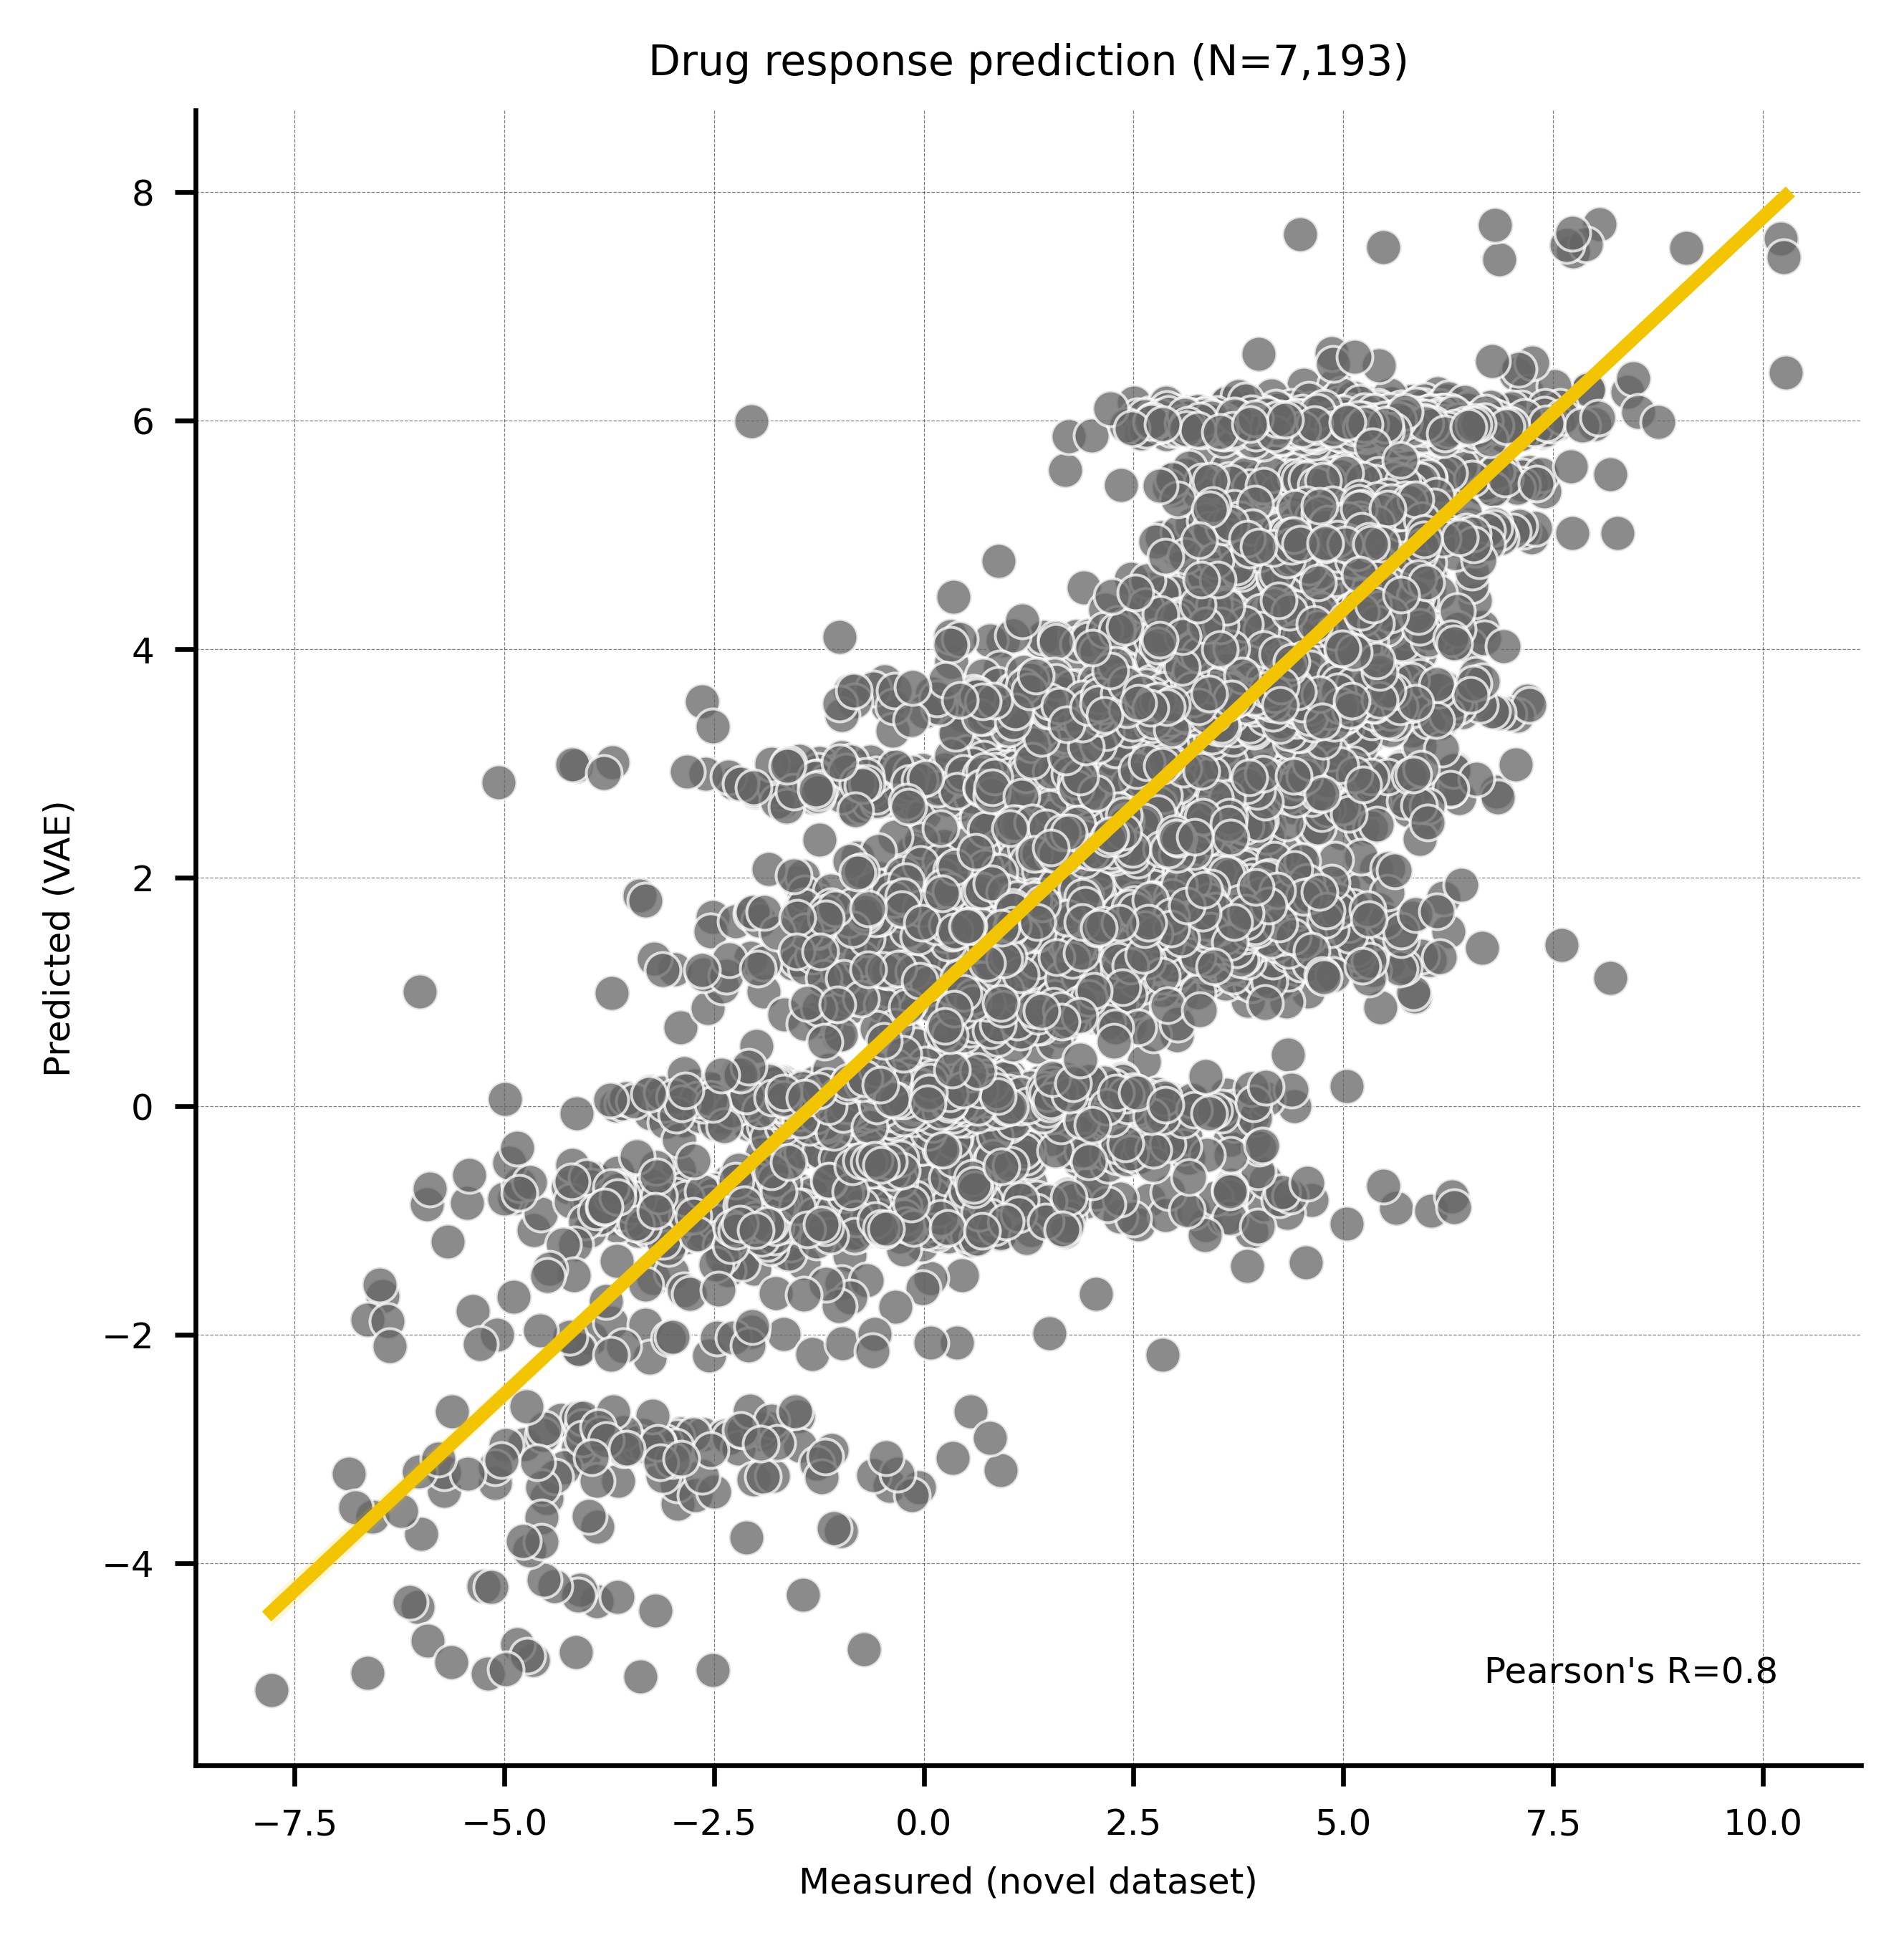 Drug response prediction (N=7,193)
8
6
4
2
0
−2
−4
Predicted (VAE)
Pearson's R=0.8
−7.5 −5.0 −2.5 0.0 2.5 5.0 7.5 10.0
Measured (novel dataset)